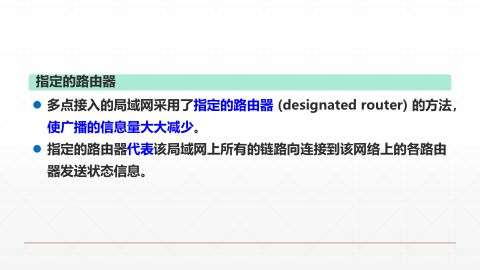 指定的路由器
多点接入的局域网采用了指定的路由器 (designated router) 的方法，
使广播的信息量大大减少。
指定的路由器代表该局域网上所有的链路向连接到该网络上的各路由
器发送状态信息。